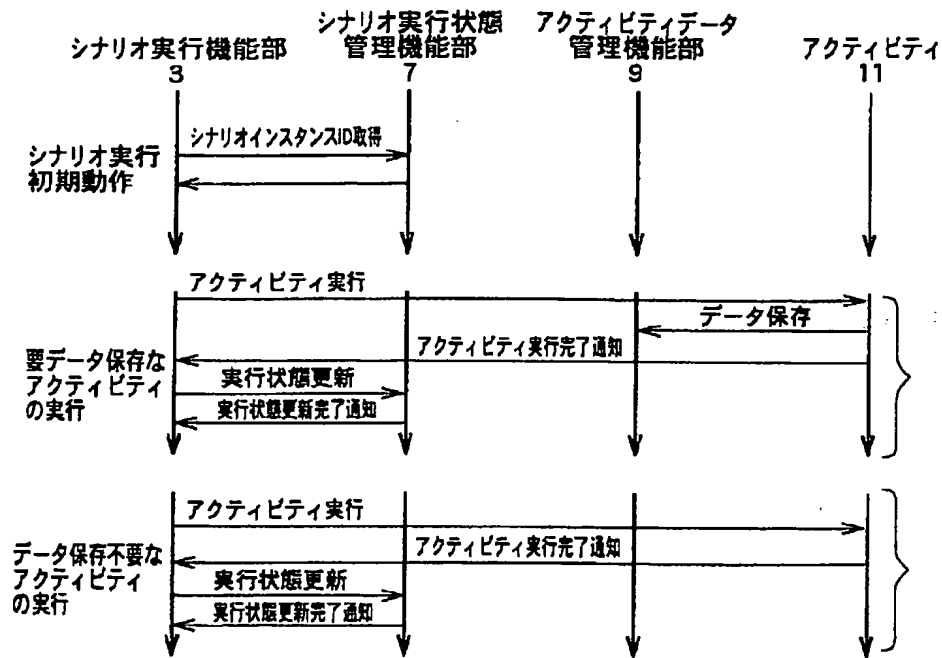 シナリオ実行機能部
3
シナリオ実行状態
管理機能部
7
アクティビティデータ
管理機能部
9
アクティビティ
11
シナリオ実行
初期動作
シナリオインスタンスID取得
要データ保存な
アクティビティ
の実行
アクティビティ実行
データ保存
アクティビティ実行完了通知
実行状態更新
実行状態更新完了通知
データ保存不要な
アクティビティ
の実行
アクティビティ実行
アクティビティ実行完了通知
実行状態更新
実行状態更新完了通知